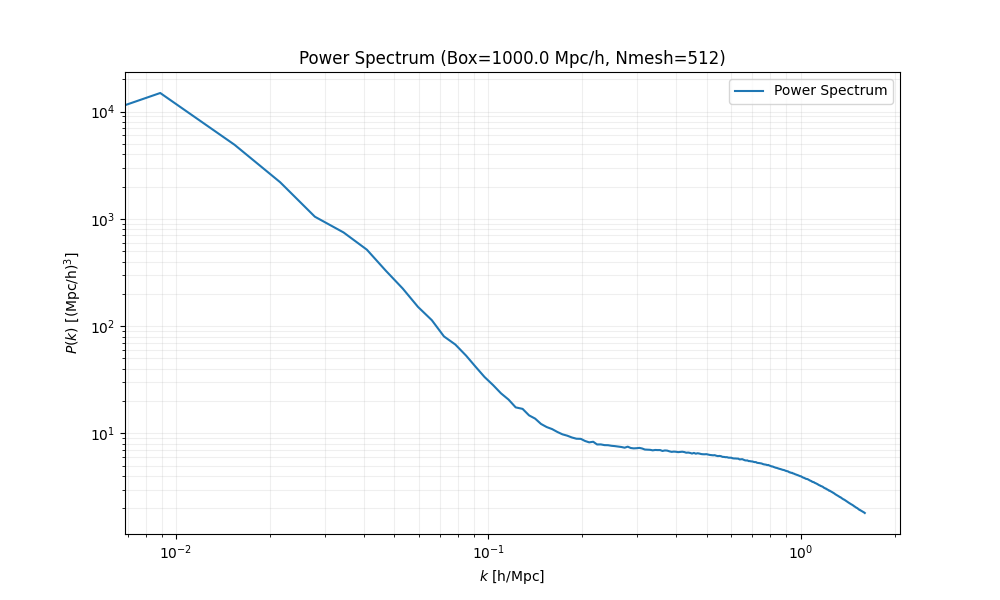 Power Spectrum (Box=1000.0 Mpc/h, Nmesh=512)
Power Spectrum
10⁴
10³
10²
10¹
P(k) [(Mpc/h)³]
10⁻²
10⁻¹
10⁰
k [h/Mpc]